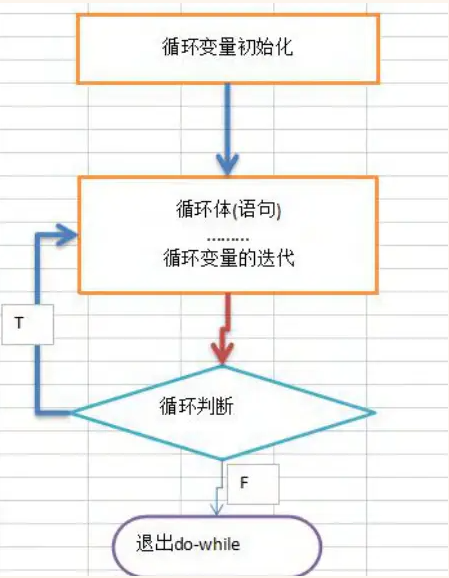 循环变量初始化
循环体(语句)
.........
循环变量的迭代
T
循环判断
F
退出do-while